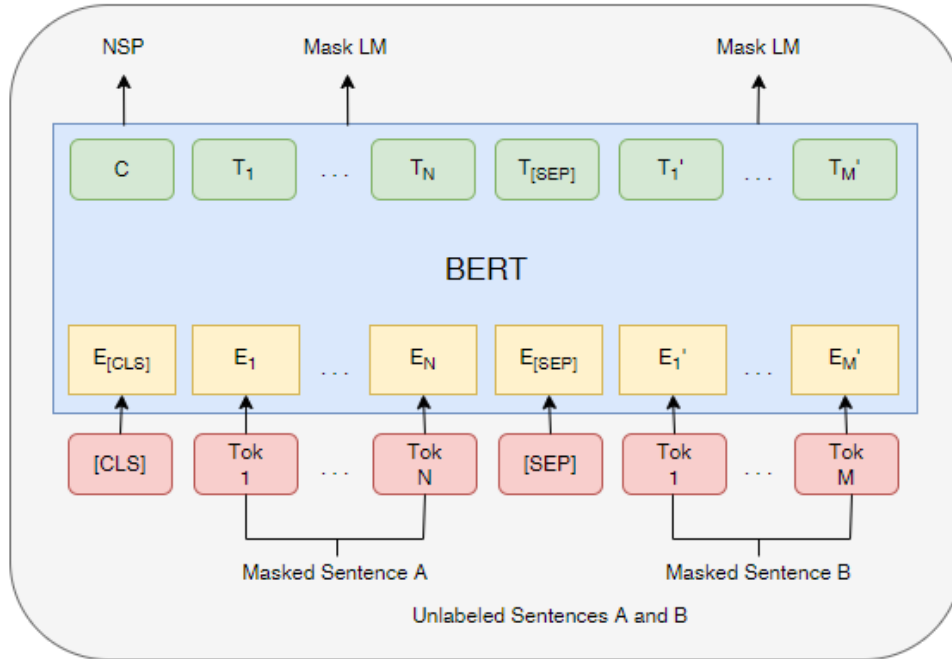 NSP Mask LM Mask LM
C T1 . . . TN T[SEP] T1' . . . TM'
BERT
E[CLS] E1 . . . EN E[SEP] E1' . . . EM'
[CLS] Tok 1 . . . Tok N [SEP] Tok 1 . . . Tok M
Masked Sentence A Masked Sentence B
Unlabeled Sentences A and B